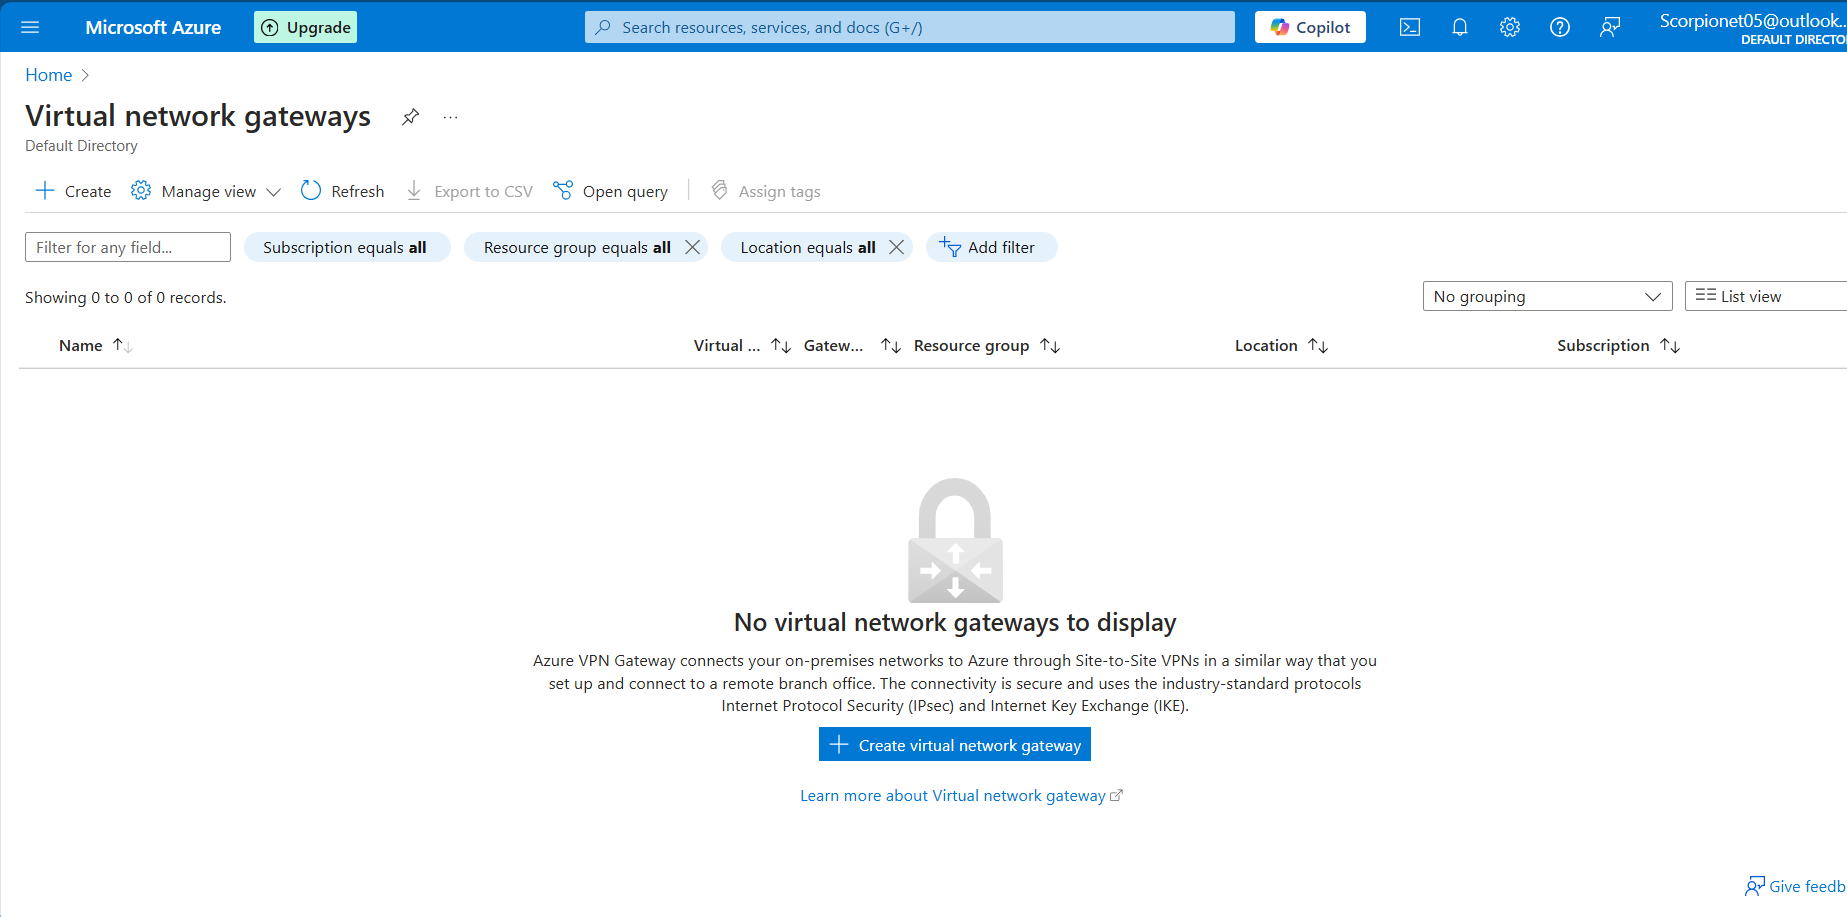 Microsoft Azure
Upgrade
Search resources, services, and docs (G+/)
Copilot
Scorpionet05@outlook...
DEFAULT DIRECTO
Home
Virtual network gateways
...
Default Directory
Create
Manage view
Refresh
Export to CSV
Open query
Assign tags
Filter for any field...
Subscription equals all
Resource group equals all
Location equals all
Add filter
Showing 0 to 0 of 0 records.
No grouping
List view
Name
Virtual ...
Gatew...
Resource group
Location
Subscription
No virtual network gateways to display
Azure VPN Gateway connects your on-premises networks to Azure through Site-to-Site VPNs in a similar way that you
set up and connect to a remote branch office. The connectivity is secure and uses the industry-standard protocols
Internet Protocol Security (IPsec) and Internet Key Exchange (IKE).
Create virtual network gateway
Learn more about Virtual network gateway
Give feedb